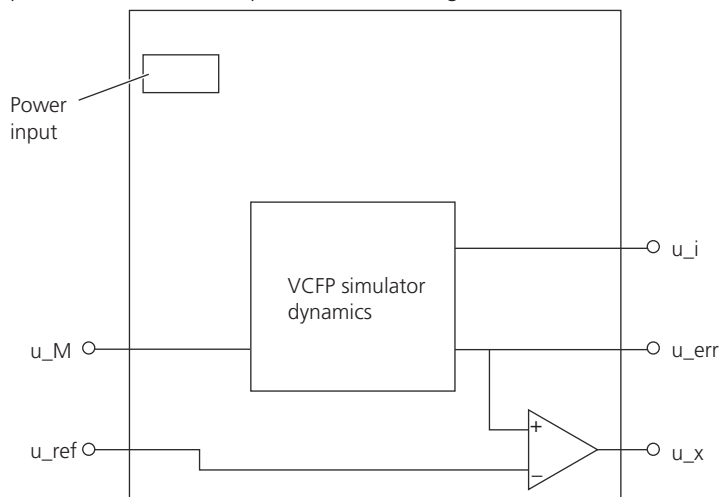 Power
input
VCFP simulator
dynamics
u_i
u_M
u_err
u_ref
+
−
u_x